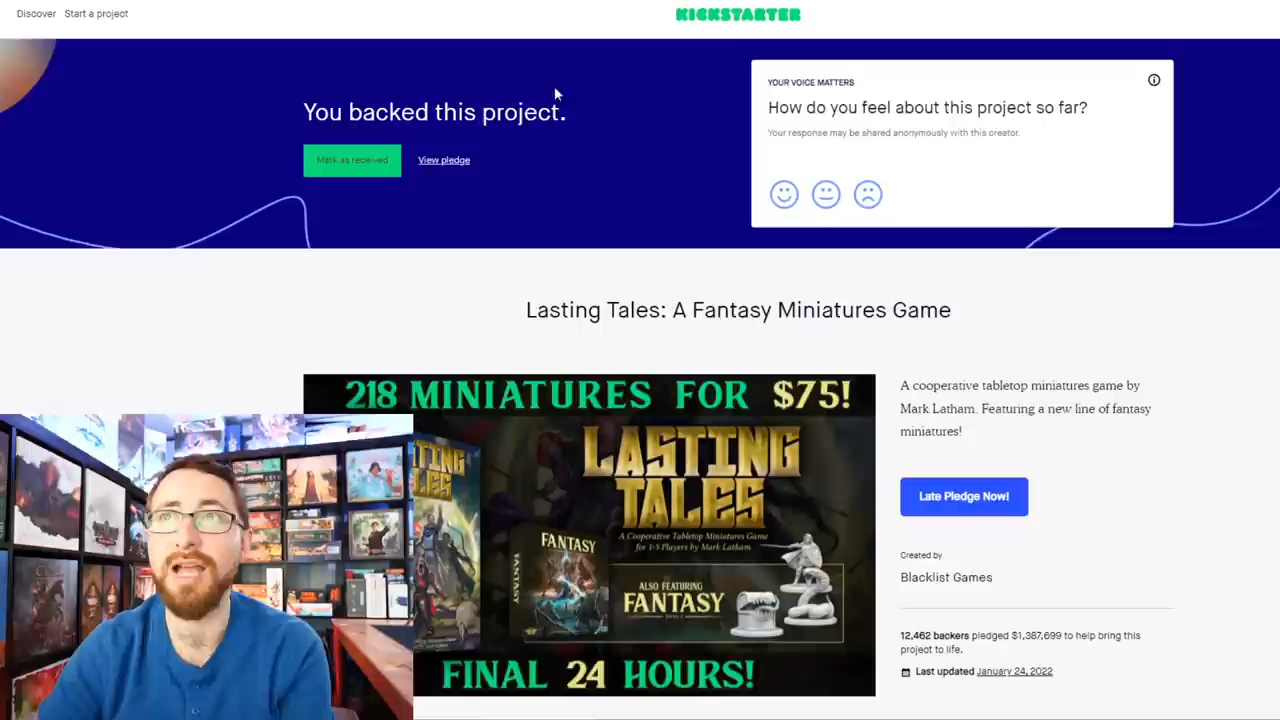 Discover Start a project
KICKSTARTER
You backed this project.
Mark as received
View pledge
YOUR VOICE MATTERS
How do you feel about this project so far?
Your response may be shared anonymously with this creator.
Lasting Tales: A Fantasy Miniatures Game
218 MINIATURES FOR $75!
LASTING
TALES
A Cooperative Tabletop Miniatures Game
for 1-5 Players by Mark Latham
FANTASY
FANTASY
ALSO FEATURING
FANTASY
FINAL 24 HOURS!
A cooperative tabletop miniatures game by
Mark Latham. Featuring a new line of fantasy
miniatures!
Late Pledge Now!
Created by
Blacklist Games
12,462 backers pledged $1,387,699 to help bring this
project to life.
Last updated January 24, 2022